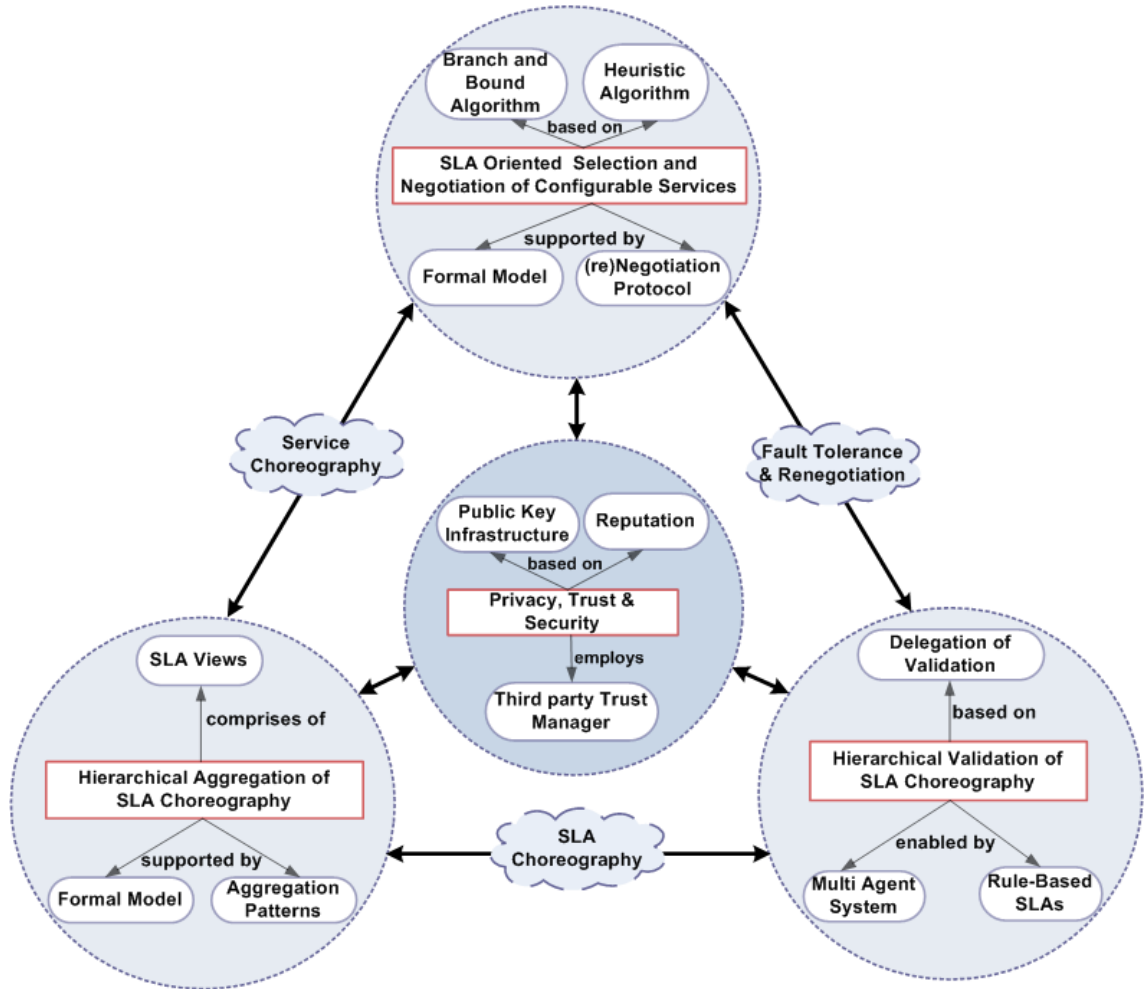 Branch and
Bound
Algorithm
Heuristic
Algorithm
based on
SLA Oriented Selection and
Negotiation of Configurable Services
supported by
Formal Model
(re)Negotiation
Protocol
Service
Choreography
Fault Tolerance
& Renegotiation
Public Key
Infrastructure
Reputation
based on
Privacy, Trust &
Security
employs
Third party Trust
Manager
SLA Views
comprises of
Hierarchical Aggregation of
SLA Choreography
supported by
Formal Model
Aggregation
Patterns
SLA
Choreography
Delegation of
Validation
based on
Hierarchical Validation of
SLA Choreography
enabled by
Multi Agent
System
Rule-Based
SLAs